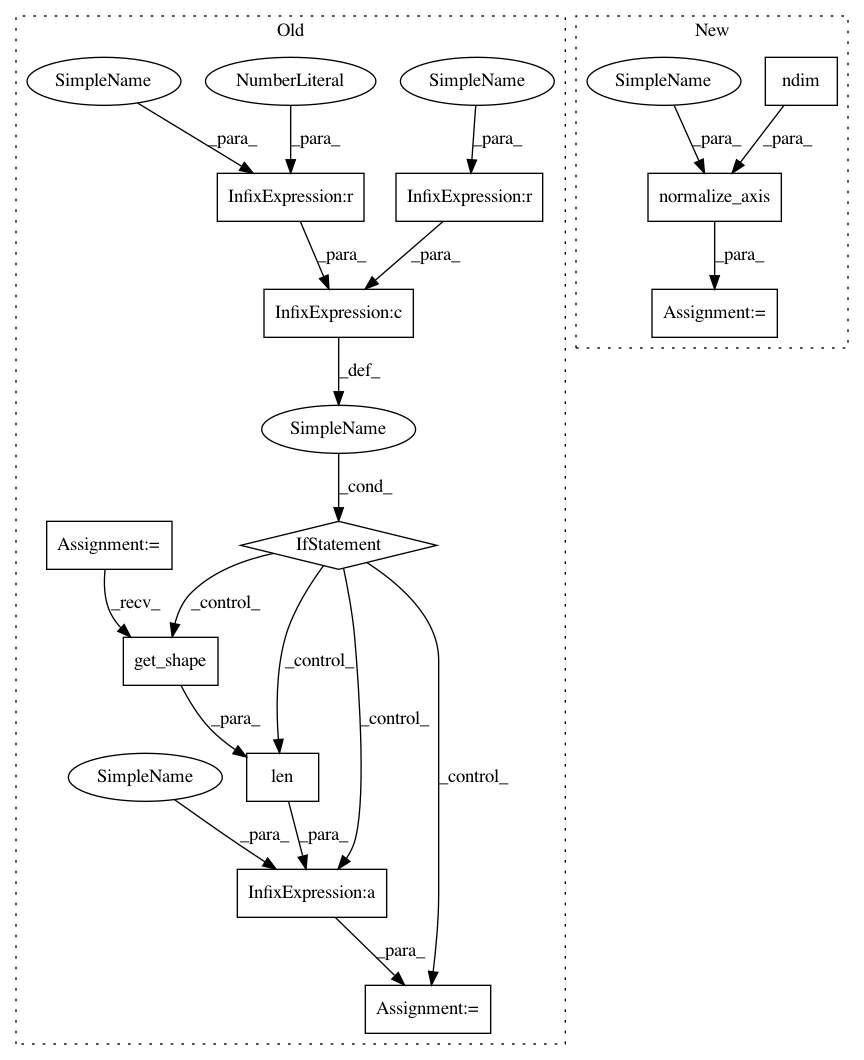 Old
New
SimpleName
NumberLiteral
SimpleName
SimpleName
ndim
_para_
_para_
_para_
_para_
_para_
InfixExpression:r
InfixExpression:r
normalize_axis
_para_
_para_
_para_
InfixExpression:c
Assignment:=
_def_
SimpleName
_cond_
Assignment:=
IfStatement
_recv_
_control_
get_shape
_control_
_para_
_control_
SimpleName
len
_control_
_para_
_para_
InfixExpression:a
_para_
Assignment:=